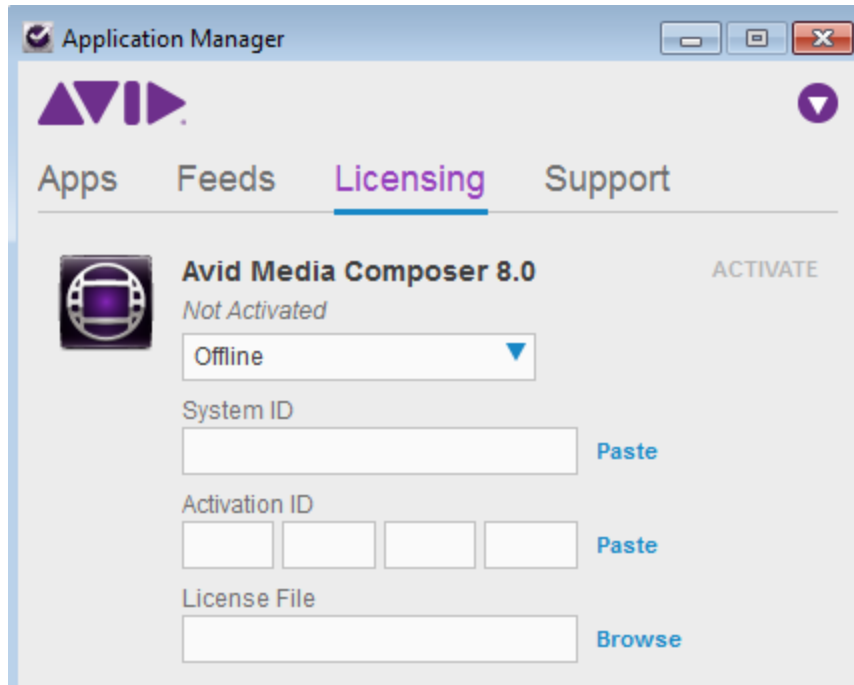 Application Manager
AVID
Apps Feeds Licensing Support
Avid Media Composer 8.0 ACTIVATE
Not Activated
Offline
System ID
Paste
Activation ID
Paste
License File
Browse